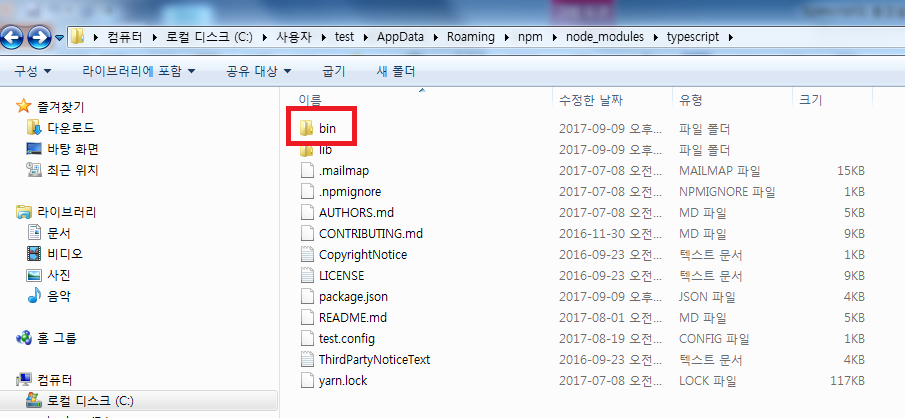 컴퓨터 ▸ 로컬 디스크 (C:) ▸ 사용자 ▸ test ▸ AppData ▸ Roaming ▸ npm ▸ node_modules ▸ typescript ▸
구성 라이브러리에 포함 공유 대상 굽기 새 폴더
즐겨찾기
다운로드
바탕 화면
최근 위치
라이브러리
문서
비디오
사진
음악
홈 그룹
컴퓨터
로컬 디스크 (C:)
이름 수정한 날짜 유형 크기
bin 2017-09-09 오후... 파일 폴더
lib 2017-09-09 오후... 파일 폴더
.mailmap 2017-07-08 오전... MAILMAP 파일 15KB
.npmignore 2017-07-08 오전... NPMIGNORE 파일 1KB
AUTHORS.md 2017-07-08 오전... MD 파일 5KB
CONTRIBUTING.md 2016-11-30 오전... MD 파일 9KB
CopyrightNotice 2016-09-23 오전... 텍스트 문서 1KB
LICENSE 2016-09-23 오전... 텍스트 문서 9KB
package.json 2017-09-09 오후... JSON 파일 4KB
README.md 2017-08-01 오전... MD 파일 5KB
test.config 2017-08-19 오전... CONFIG 파일 1KB
ThirdPartyNoticeText 2016-09-23 오전... 텍스트 문서 4KB
yarn.lock 2017-07-08 오전... LOCK 파일 117KB